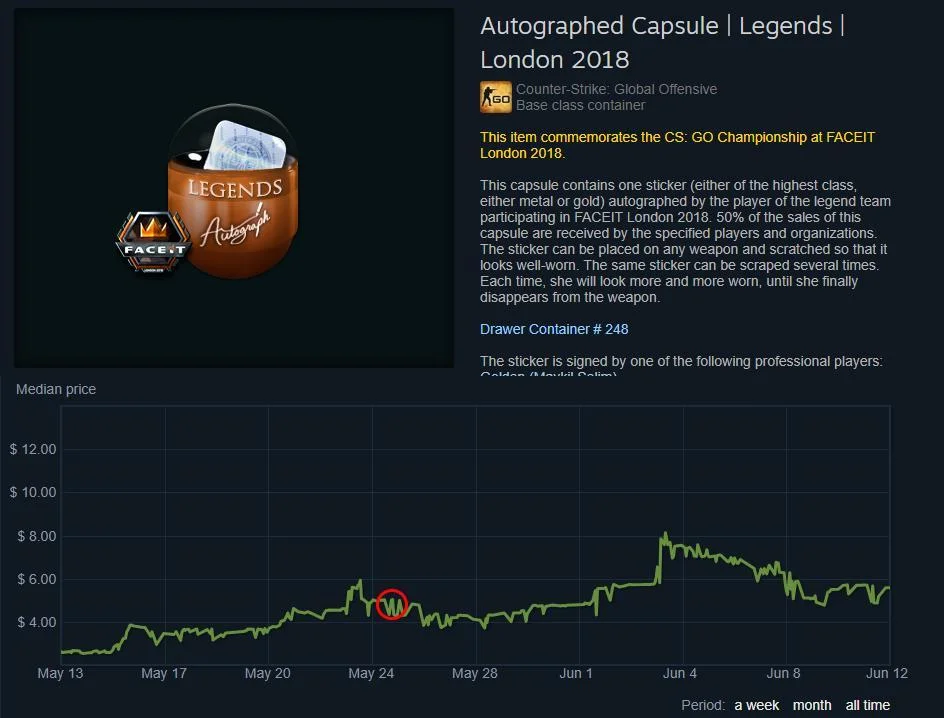 Autographed Capsule | Legends |
London 2018
GO
Counter-Strike: Global Offensive
Base class container
This item commemorates the CS: GO Championship at FACEIT
London 2018.
This capsule contains one sticker (either of the highest class,
either metal or gold) autographed by the player of the legend team
participating in FACEIT London 2018. 50% of the sales of this
capsule are received by the specified players and organizations.
The sticker can be placed on any weapon and scratched so that it
looks well-worn. The same sticker can be scraped several times.
Each time, she will look more and more worn, until she finally
disappears from the weapon.
Drawer Container # 248
The sticker is signed by one of the following professional players:
LEGENDS
Autograph
FACEIT
LONDON 2018
Median price
$ 12.00
$ 10.00
$ 8.00
$ 6.00
$ 4.00
May 13 May 17 May 20 May 24 May 28 Jun 1 Jun 4 Jun 8 Jun 12
Period: a week month all time